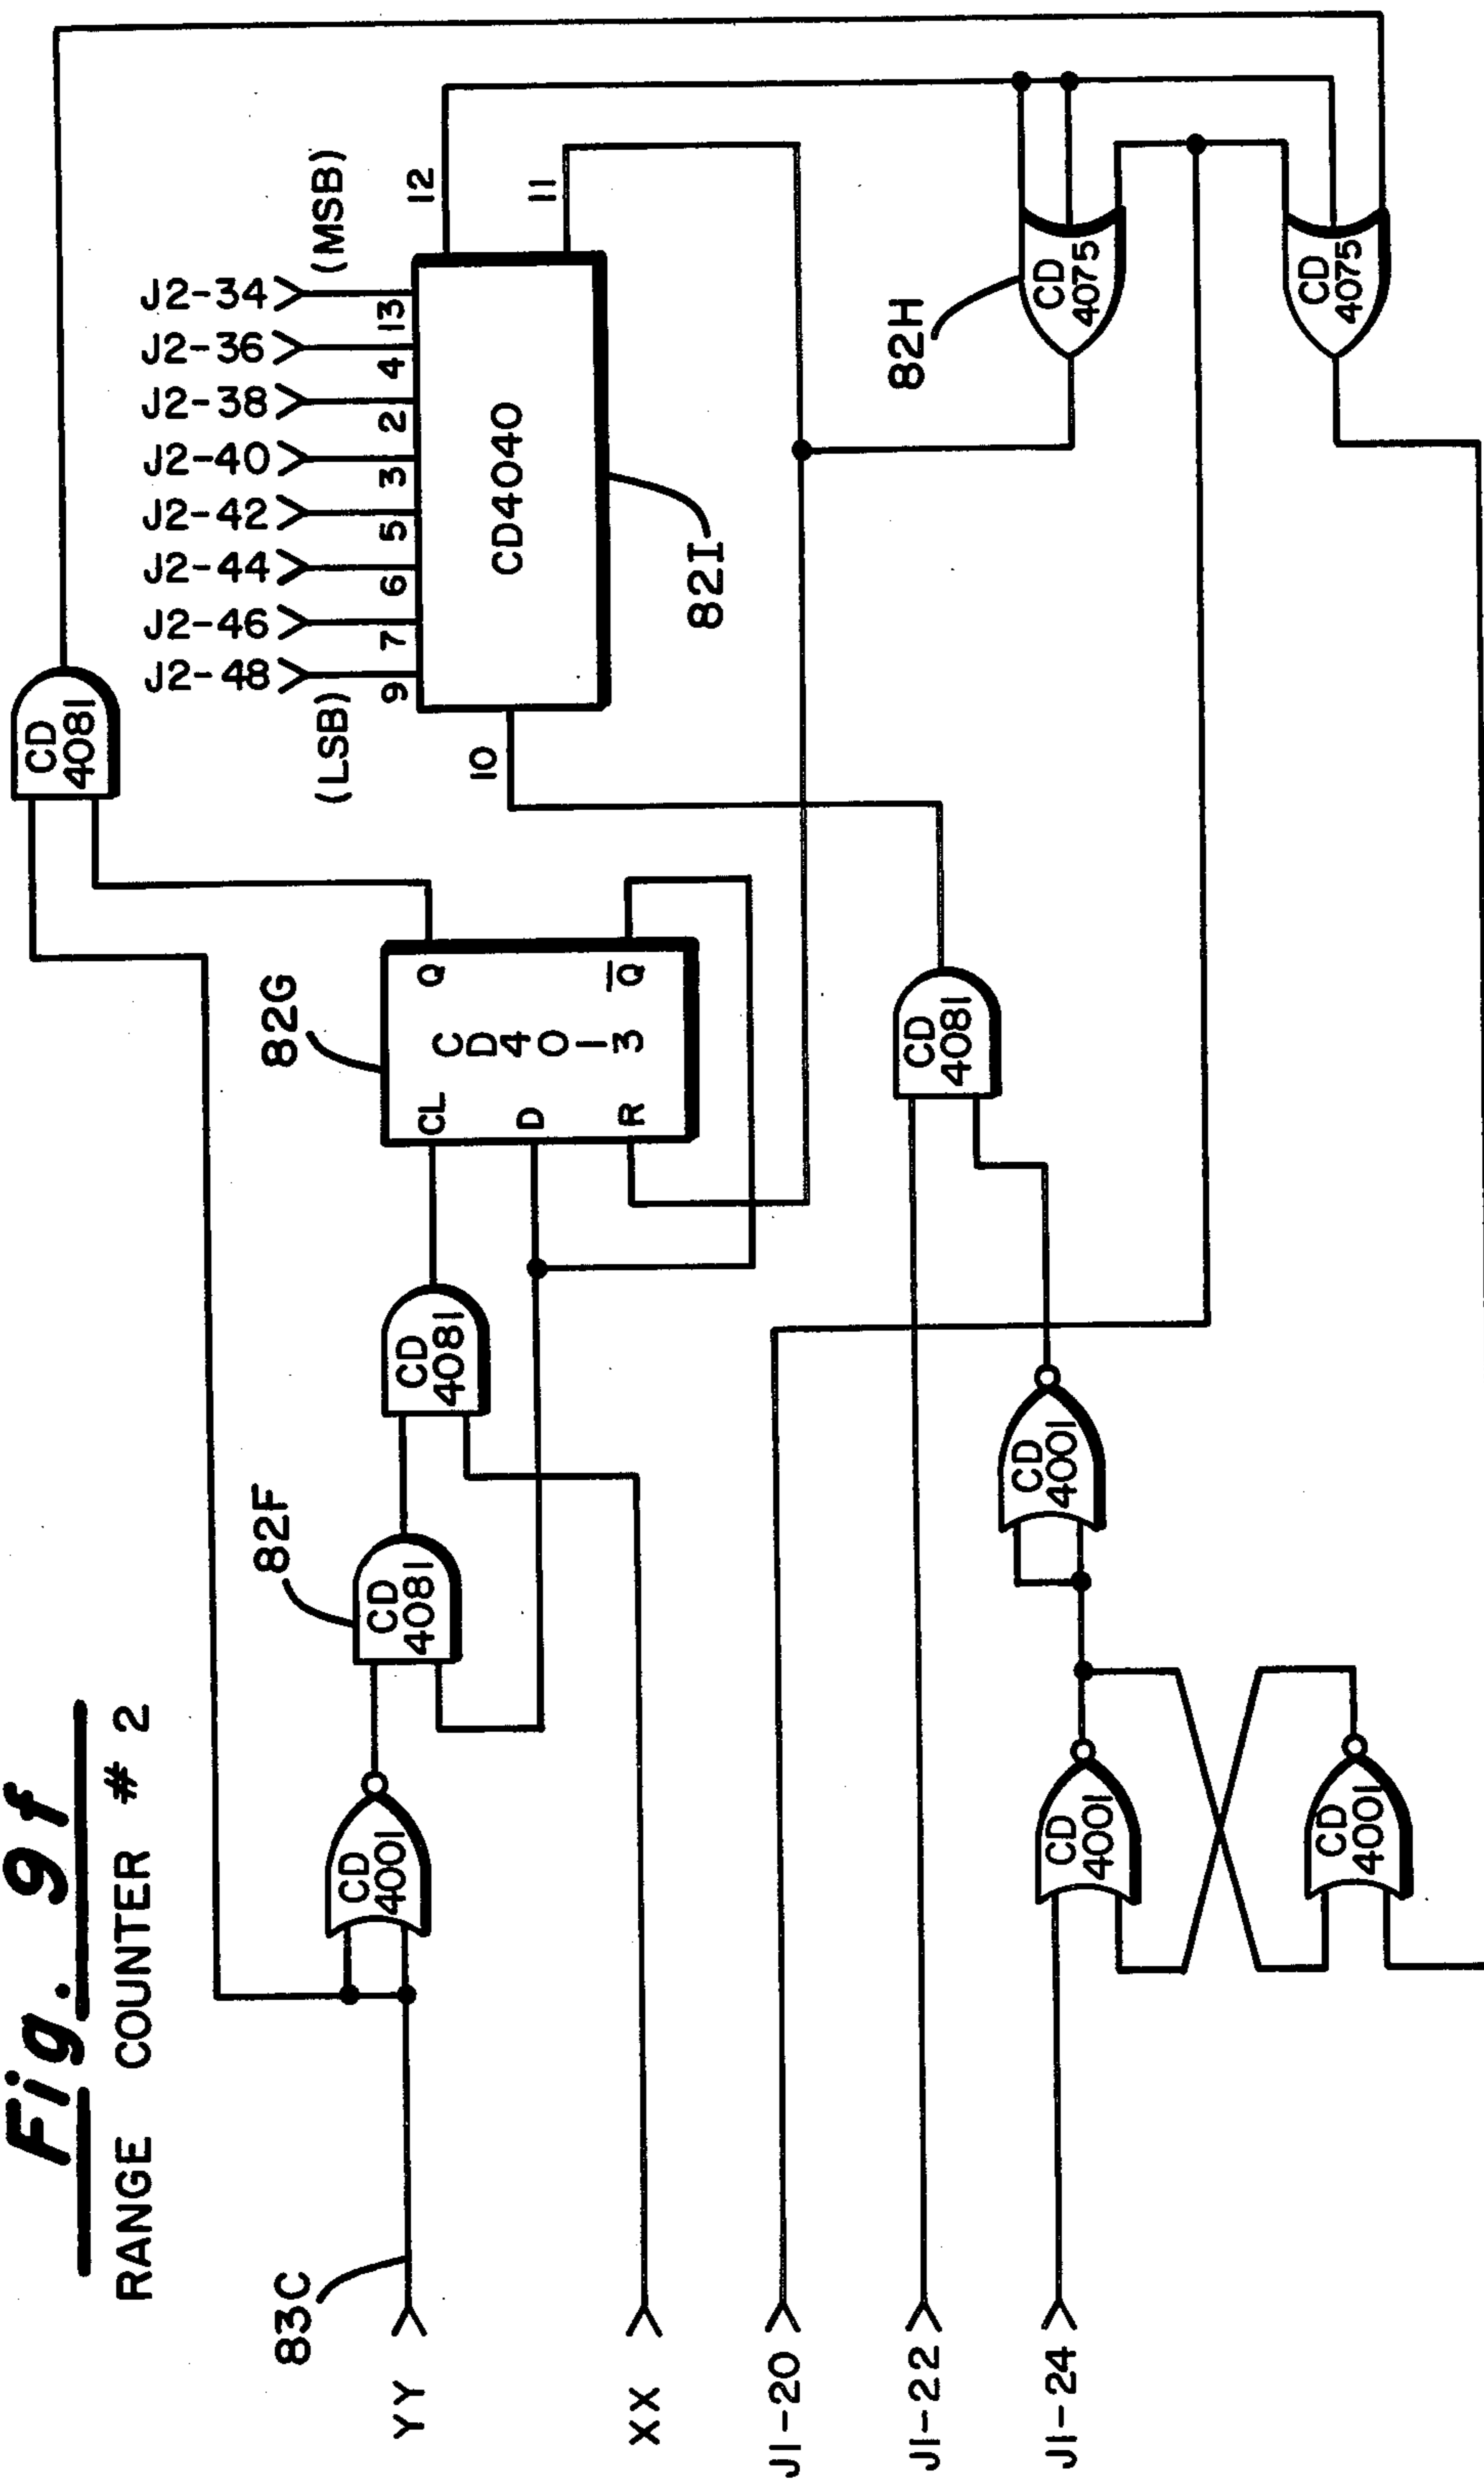 Fig. 9f
RANGE COUNTER # 2
83C
YY
XX
J1-20
J1-22
J1-24
CD
4001
82F
CD
4081
CD
4081
82G
CL
D
R
Q
Q̅
CD4013
CD
4081
J2-48
J2-46
J2-44
J2-42
J2-40
J2-38
J2-36
J2-34
(LSB)
(MSB)
9
7
6
5
3
2
4
13
10
12
11
CD4040
82I
CD
4001
CD
4001
CD
4001
CD
4081
82H
CD
4075
CD
4075